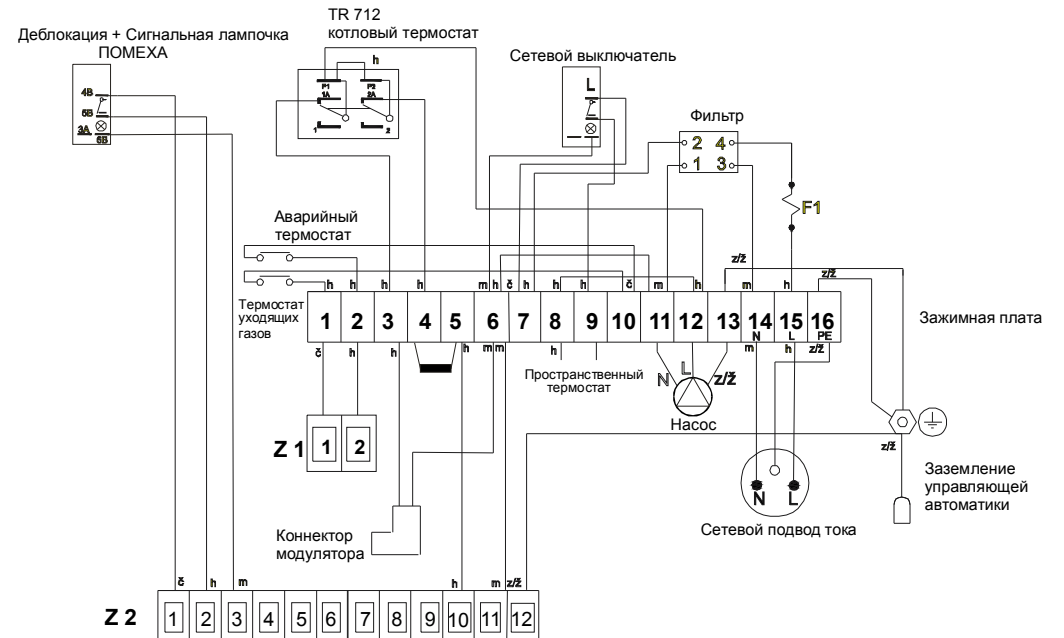 TR 712
котловый термостат
Деблокация + Сигнальная лампочка
ПОМЕХА
Сетевой выключатель
h
P1 P2
1A 2A
1 2
4B
5B
3A 6B
L
Фильтр
2 4
1 3
F1
Аварийный
термостат
z/ž
z/ž
h h h h m h č h h h č m h m h
Термостат
уходящих
газов
1 2 3 4 5 6 7 8 9 10 11 12 13 14 15 16
N L PE
Зажимная плата
č h h h m m h m h z/ž
Пространственный
термостат
N L z/ž
Насос
z/ž
Z 1
1 2
N L
Сетевой подвод тока
Заземление
управляющей
автоматики
Коннектор
модулятора
č h m h m z/ž
Z 2
1 2 3 4 5 6 7 8 9 10 11 12